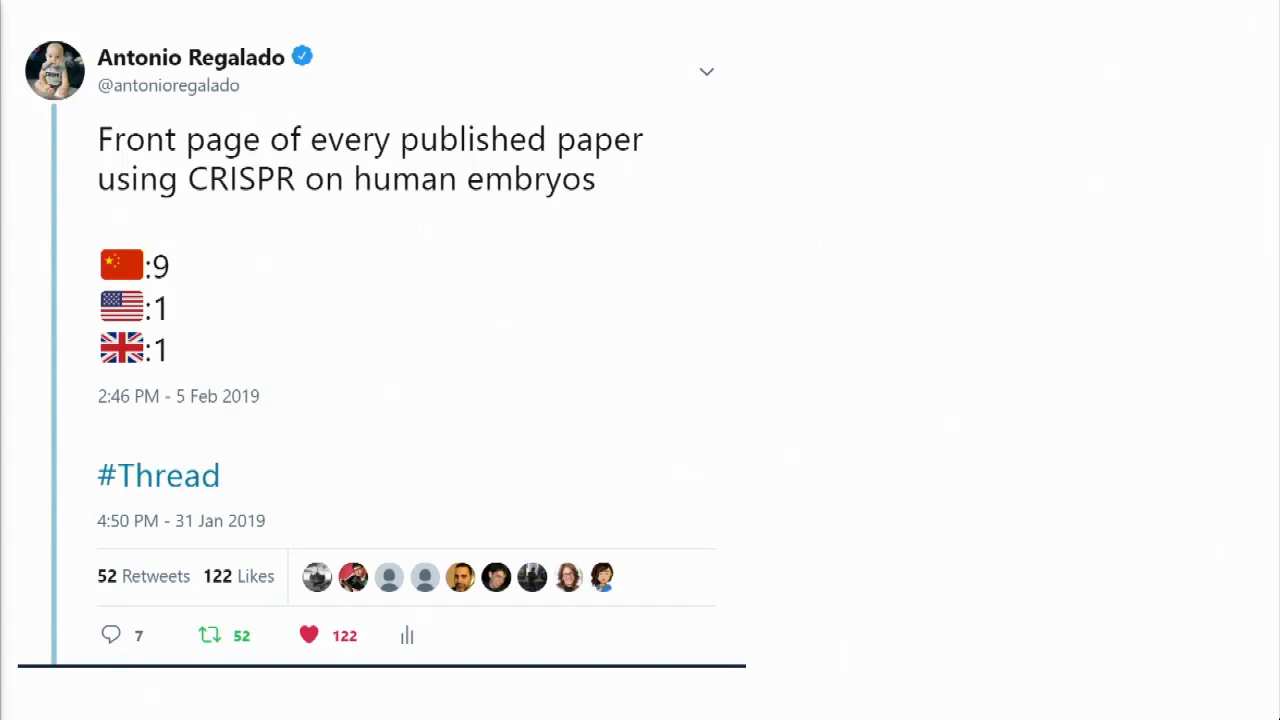 Antonio Regalado
@antonioregalado
Front page of every published paper
using CRISPR on human embryos
:9
:1
:1
2:46 PM - 5 Feb 2019
#Thread
4:50 PM - 31 Jan 2019
52 Retweets 122 Likes
7 52 122